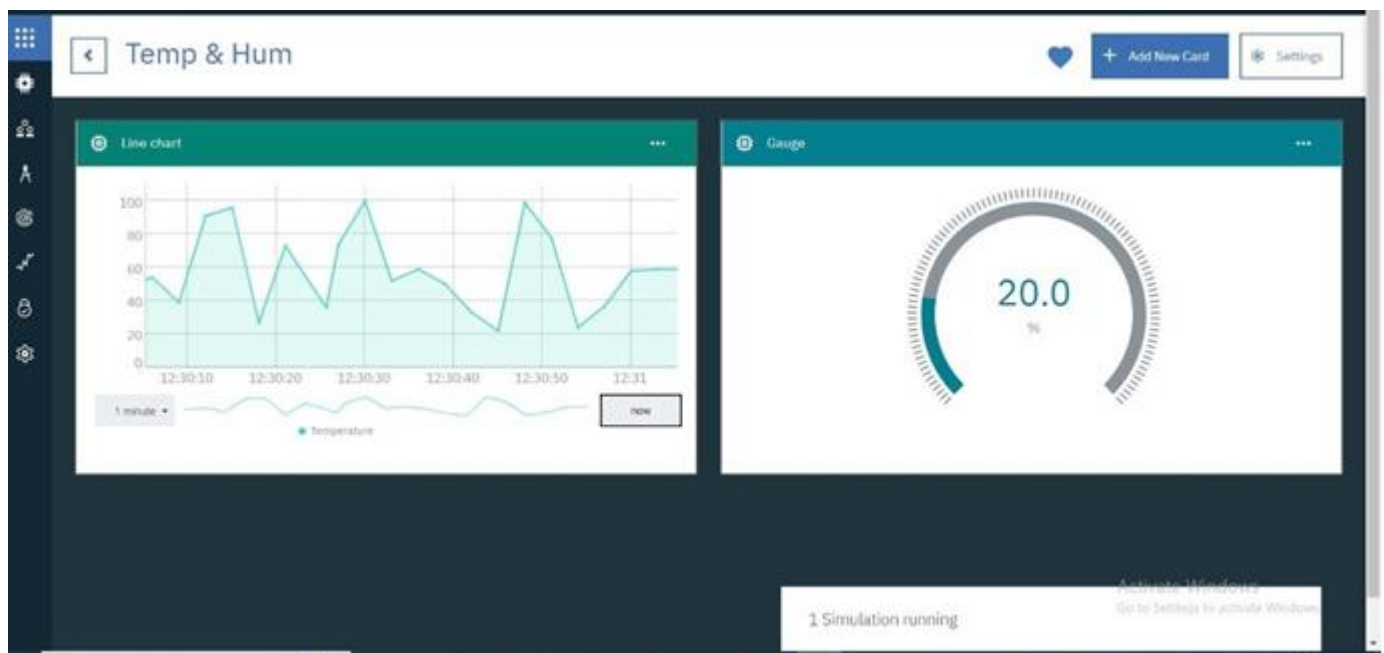 Temp & Hum
+ Add New Card
Settings
Line chart
Gauge
100
80
60
40
20
0
12:30:10 12:30:20 12:30:30 12:30:40 12:30:50 12:31
1 minute
now
Temperature
20.0
%
Activate Windows
Go to Settings to activate Windows.
1 Simulation running